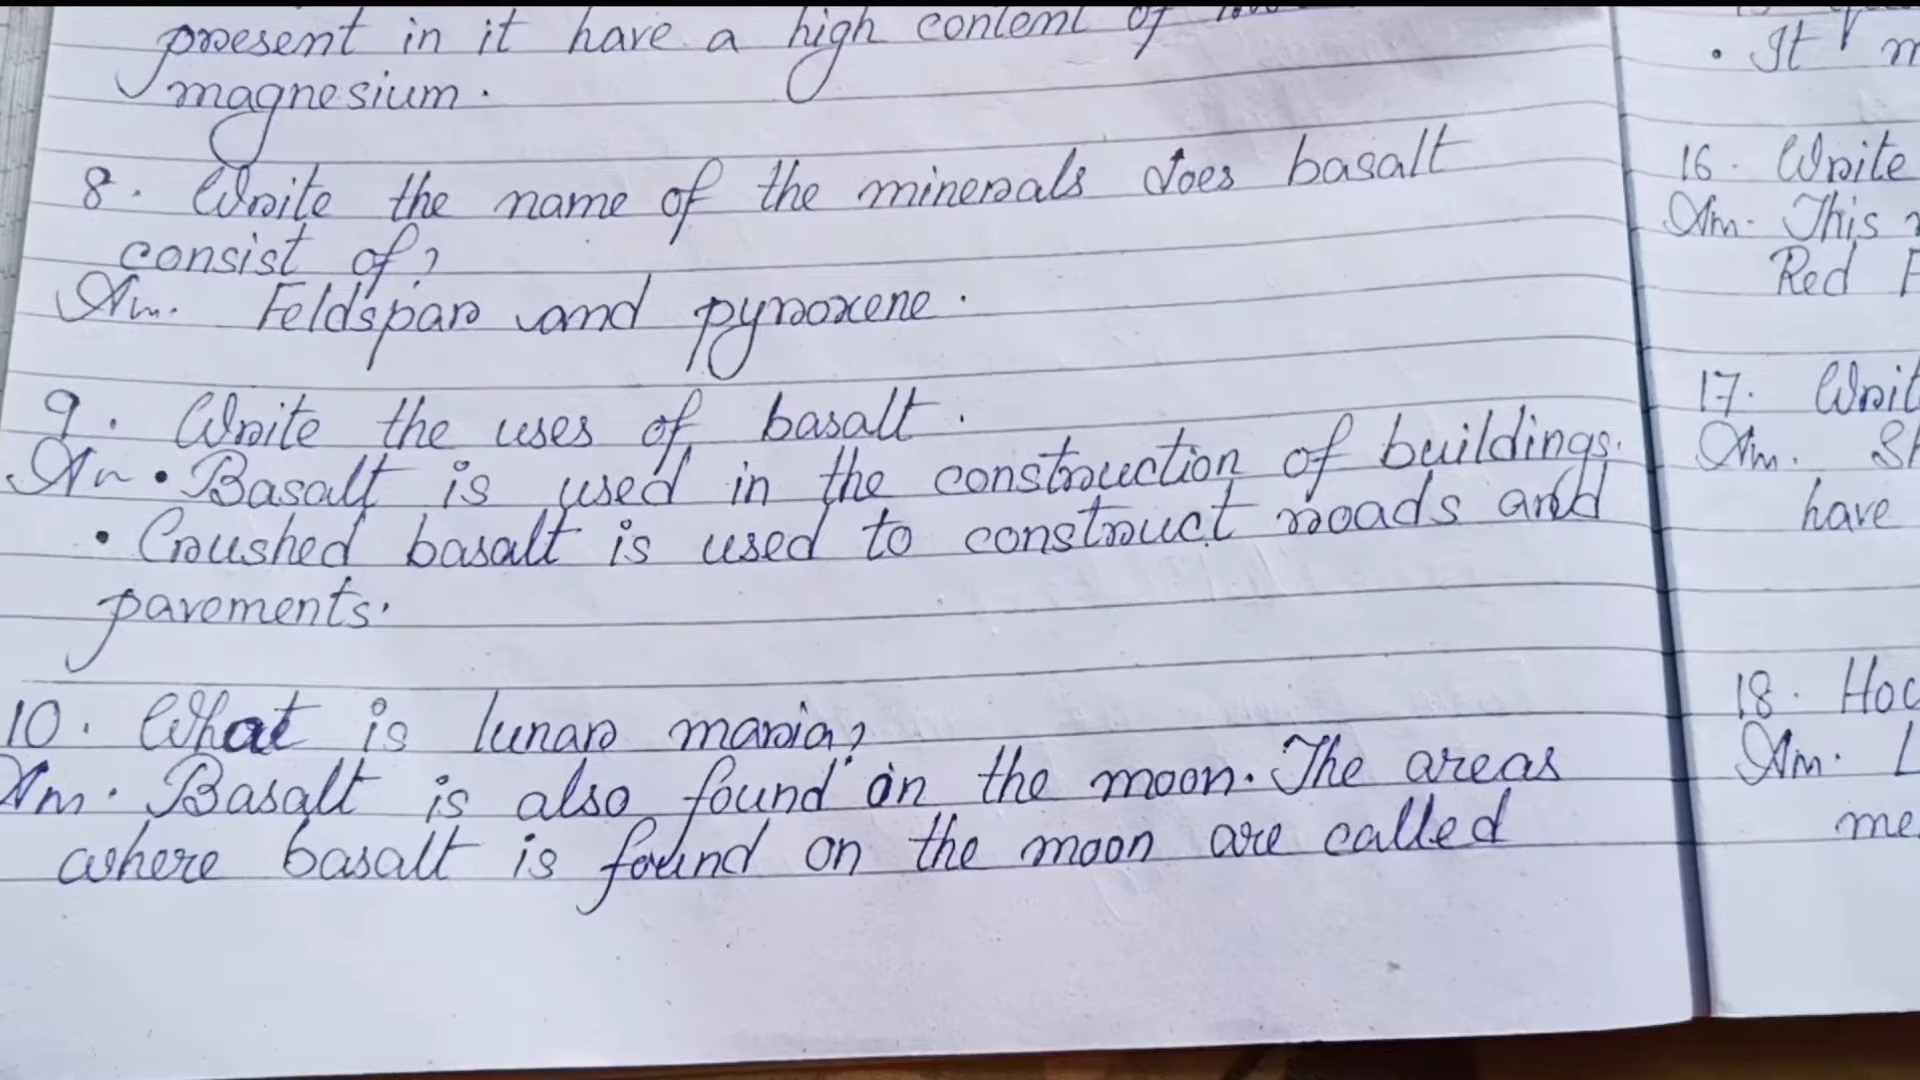 present in it have a high content of
magnesium.
8. Write the name of the minerals does basalt
consist of?
Ans. Feldspar and pyroxene.
9. Write the uses of basalt.
Ans • Basalt is used in the construction of buildings.
• Crushed basalt is used to construct roads and
pavements.
10. What is lunar maria?
Ans. Basalt is also found on the moon. The areas
where basalt is found on the moon are called
• It
16. Write
Ans. This
Red
17. Writ
Ans. Sh
have
18. How
Ans. L
me